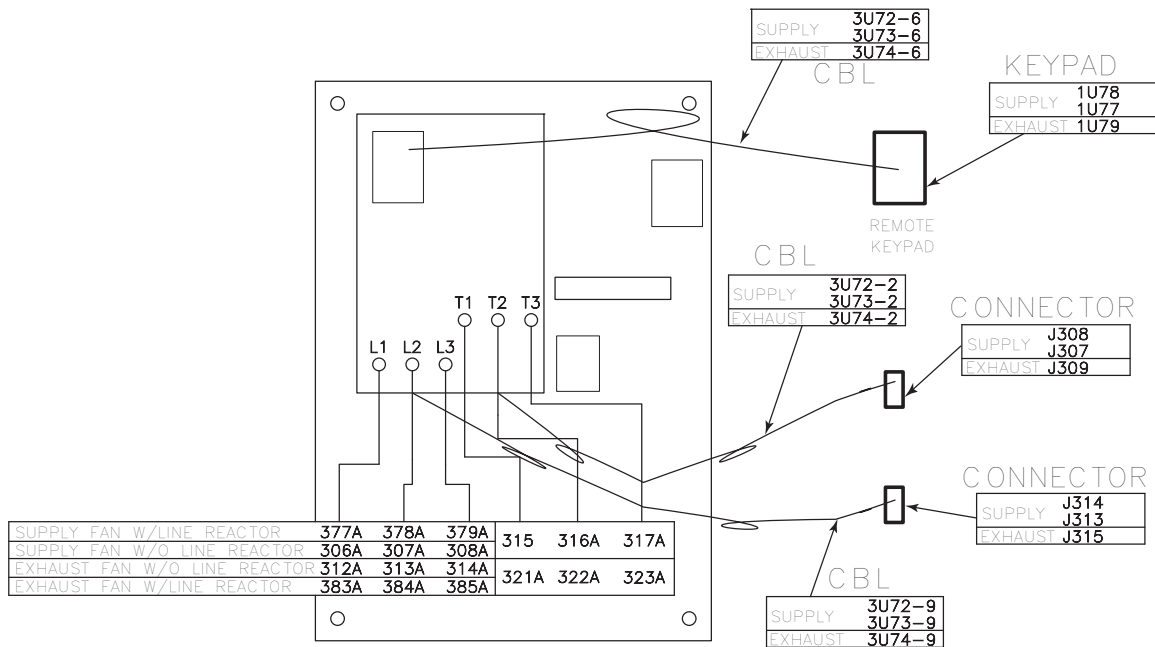 3U72-6
SUPPLY 3U73-6
EXHAUST 3U74-6
CBL
KEYPAD
1U78
SUPPLY 1U77
EXHAUST 1U79
REMOTE
KEYPAD
CBL
3U72-2
SUPPLY 3U73-2
EXHAUST 3U74-2
CONNECTOR
J308
SUPPLY J307
EXHAUST J309
T1 T2 T3
L1 L2 L3
CONNECTOR
J314
SUPPLY J313
EXHAUST J315
SUPPLY FAN W/LINE REACTOR 377A 378A 379A 315 316A 317A
SUPPLY FAN W/O LINE REACTOR 306A 307A 308A
EXHAUST FAN W/O LINE REACTOR 312A 313A 314A 321A 322A 323A
EXHAUST FAN W/LINE REACTOR 383A 384A 385A
CBL
3U72-9
SUPPLY 3U73-9
EXHAUST 3U74-9